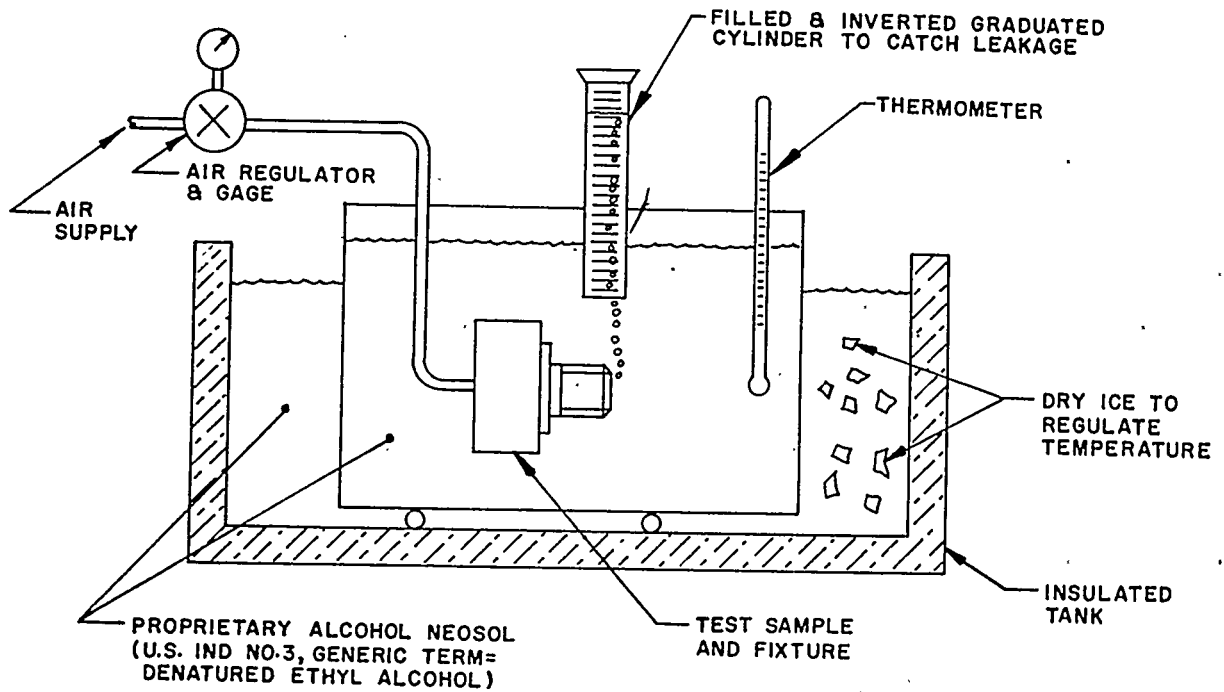 FILLED & INVERTED GRADUATED
CYLINDER TO CATCH LEAKAGE
THERMOMETER
AIR REGULATOR
& GAGE
AIR
SUPPLY
DRY ICE TO
REGULATE
TEMPERATURE
INSULATED
TANK
PROPRIETARY ALCOHOL NEOSOL
(U.S. IND NO.3, GENERIC TERM=
DENATURED ETHYL ALCOHOL)
TEST SAMPLE
AND FIXTURE